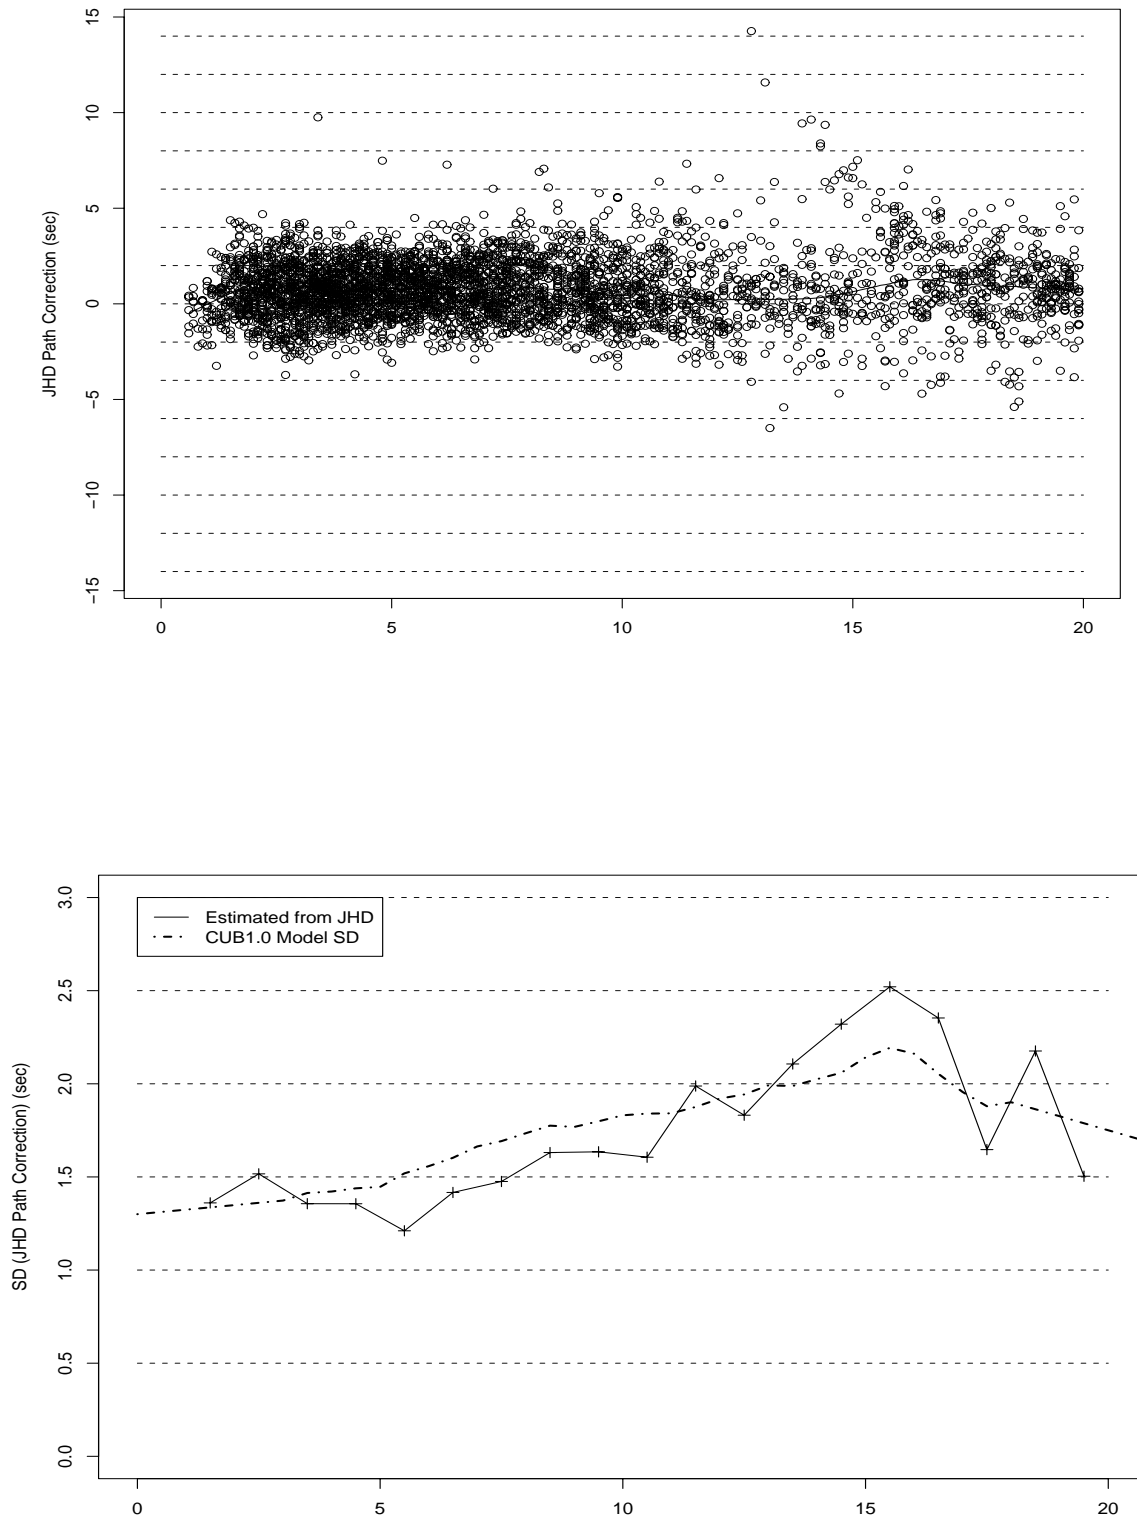 JHD Path Correction (sec)
15
10
5
0
−5
−10
−15
0 5 10 15 20
SD (JHD Path Correction) (sec)
3.0
2.5
2.0
1.5
1.0
0.5
0.0
Estimated from JHD
CUB1.0 Model SD
0 5 10 15 20